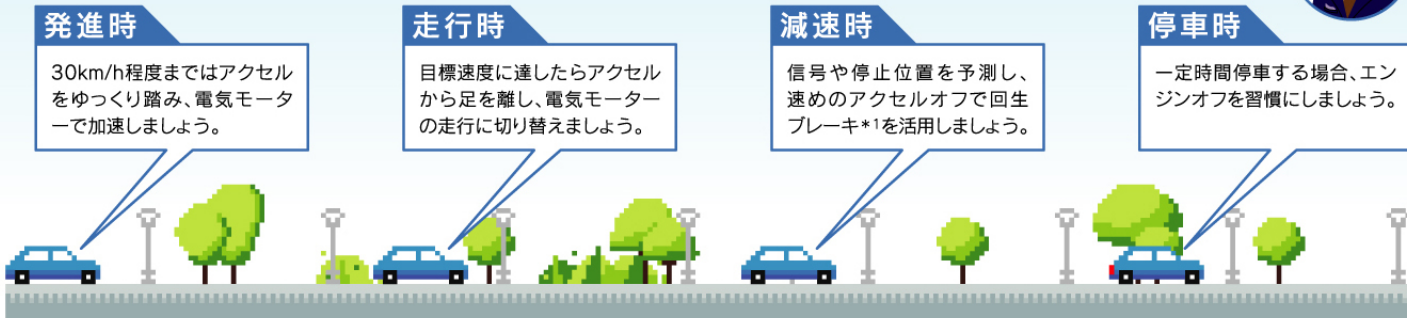 発進時
30km/h程度まではアクセル
をゆっくり踏み、電気モータ
ーで加速しましょう。
走行時
目標速度に達したらアクセル
から足を離し、電気モーター
の走行に切り替えましょう。
減速時
信号や停止位置を予測し、
速めのアクセルオフで回生
ブレーキ*1を活用しましょう。
停車時
一定時間停車する場合、エン
ジンオフを習慣にしましょう。